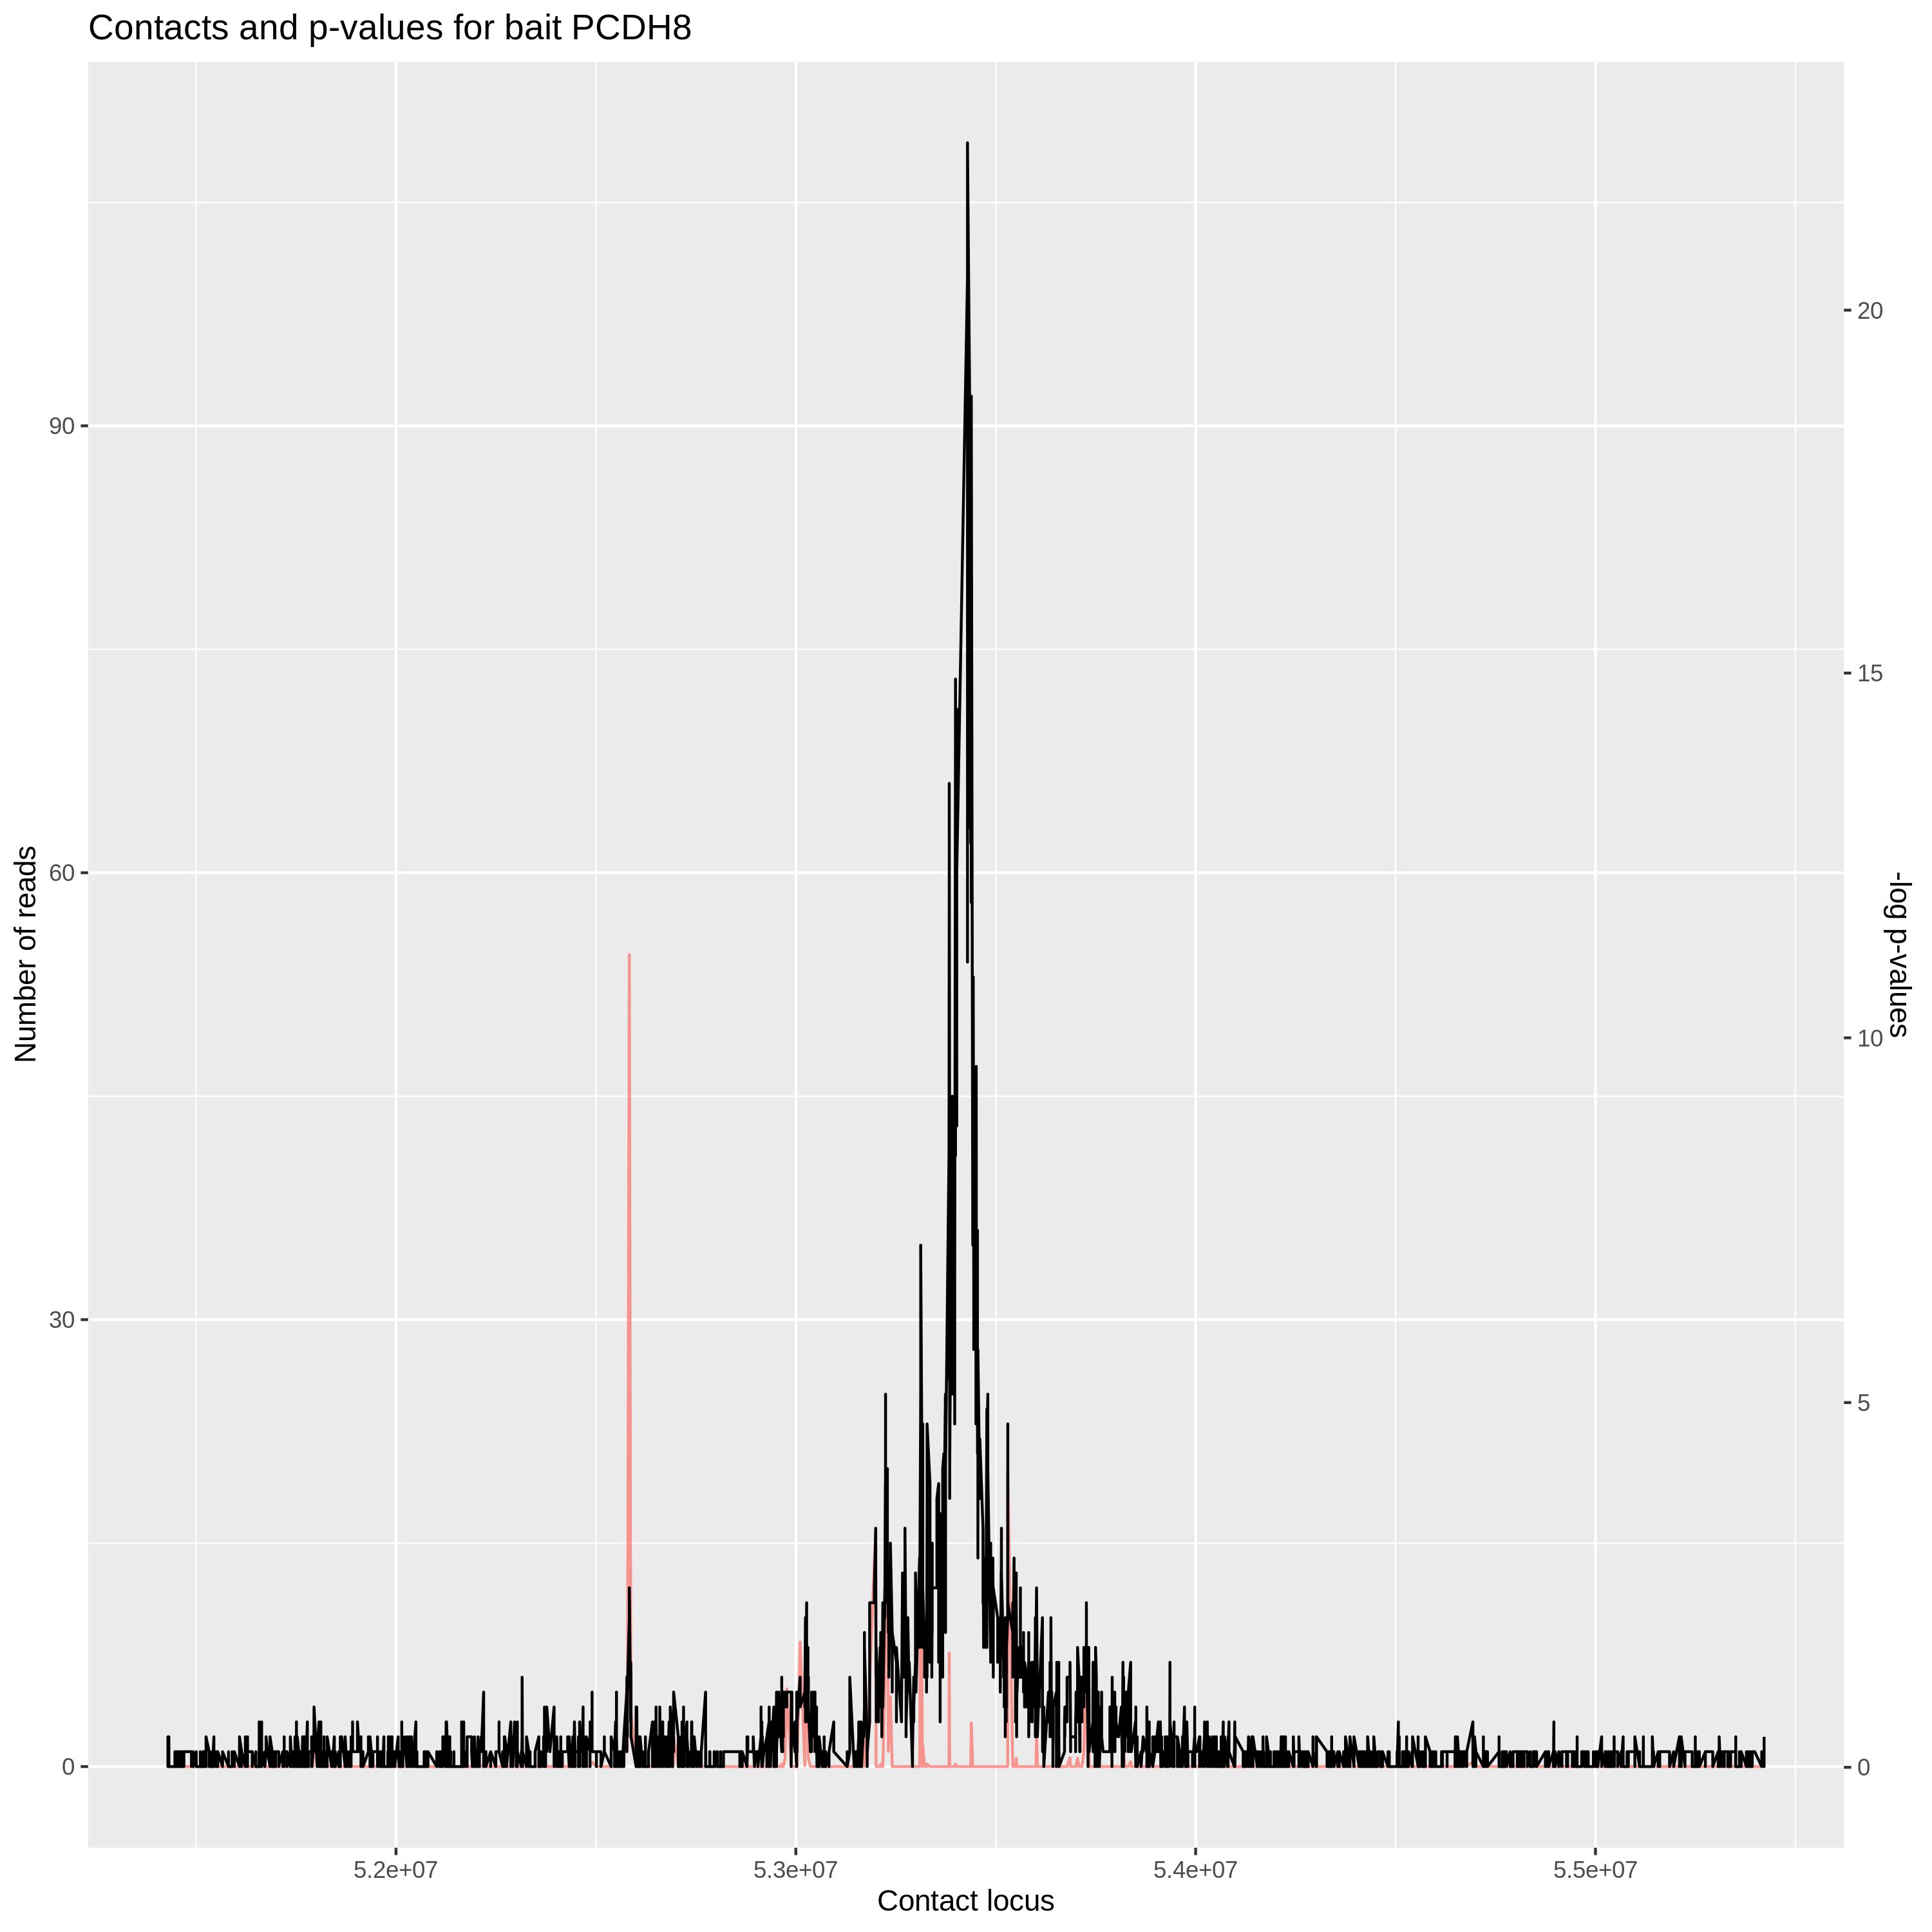 Contacts and p-values for bait PCDH8
90
60
30
0
Number of reads
20
15
10
5
0
-log p-values
5.2e+07
5.3e+07
5.4e+07
5.5e+07
Contact locus